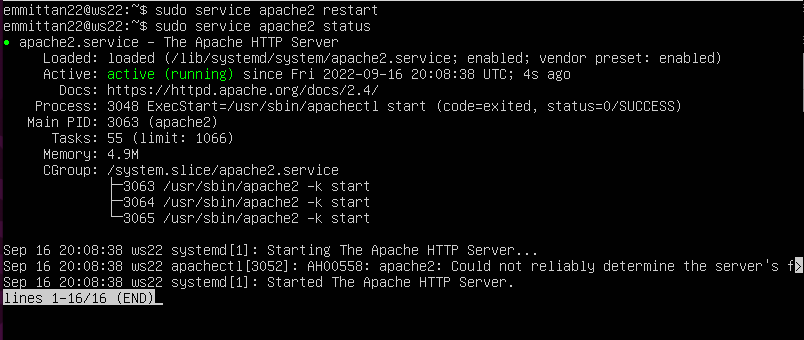 emmittan22@ws22:~$ sudo service apache2 restart
emmittan22@ws22:~$ sudo service apache2 status
● apache2.service - The Apache HTTP Server
Loaded: loaded (/lib/systemd/system/apache2.service; enabled; vendor preset: enabled)
Active: active (running) since Fri 2022-09-16 20:08:38 UTC; 4s ago
Docs: https://httpd.apache.org/docs/2.4/
Process: 3048 ExecStart=/usr/sbin/apachectl start (code=exited, status=0/SUCCESS)
Main PID: 3063 (apache2)
Tasks: 55 (limit: 1066)
Memory: 4.9M
CGroup: /system.slice/apache2.service
├─3063 /usr/sbin/apache2 -k start
├─3064 /usr/sbin/apache2 -k start
└─3065 /usr/sbin/apache2 -k start
Sep 16 20:08:38 ws22 systemd[1]: Starting The Apache HTTP Server...
Sep 16 20:08:38 ws22 apachectl[3052]: AH00558: apache2: Could not reliably determine the server's f>
Sep 16 20:08:38 ws22 systemd[1]: Started The Apache HTTP Server.
lines 1-16/16 (END)